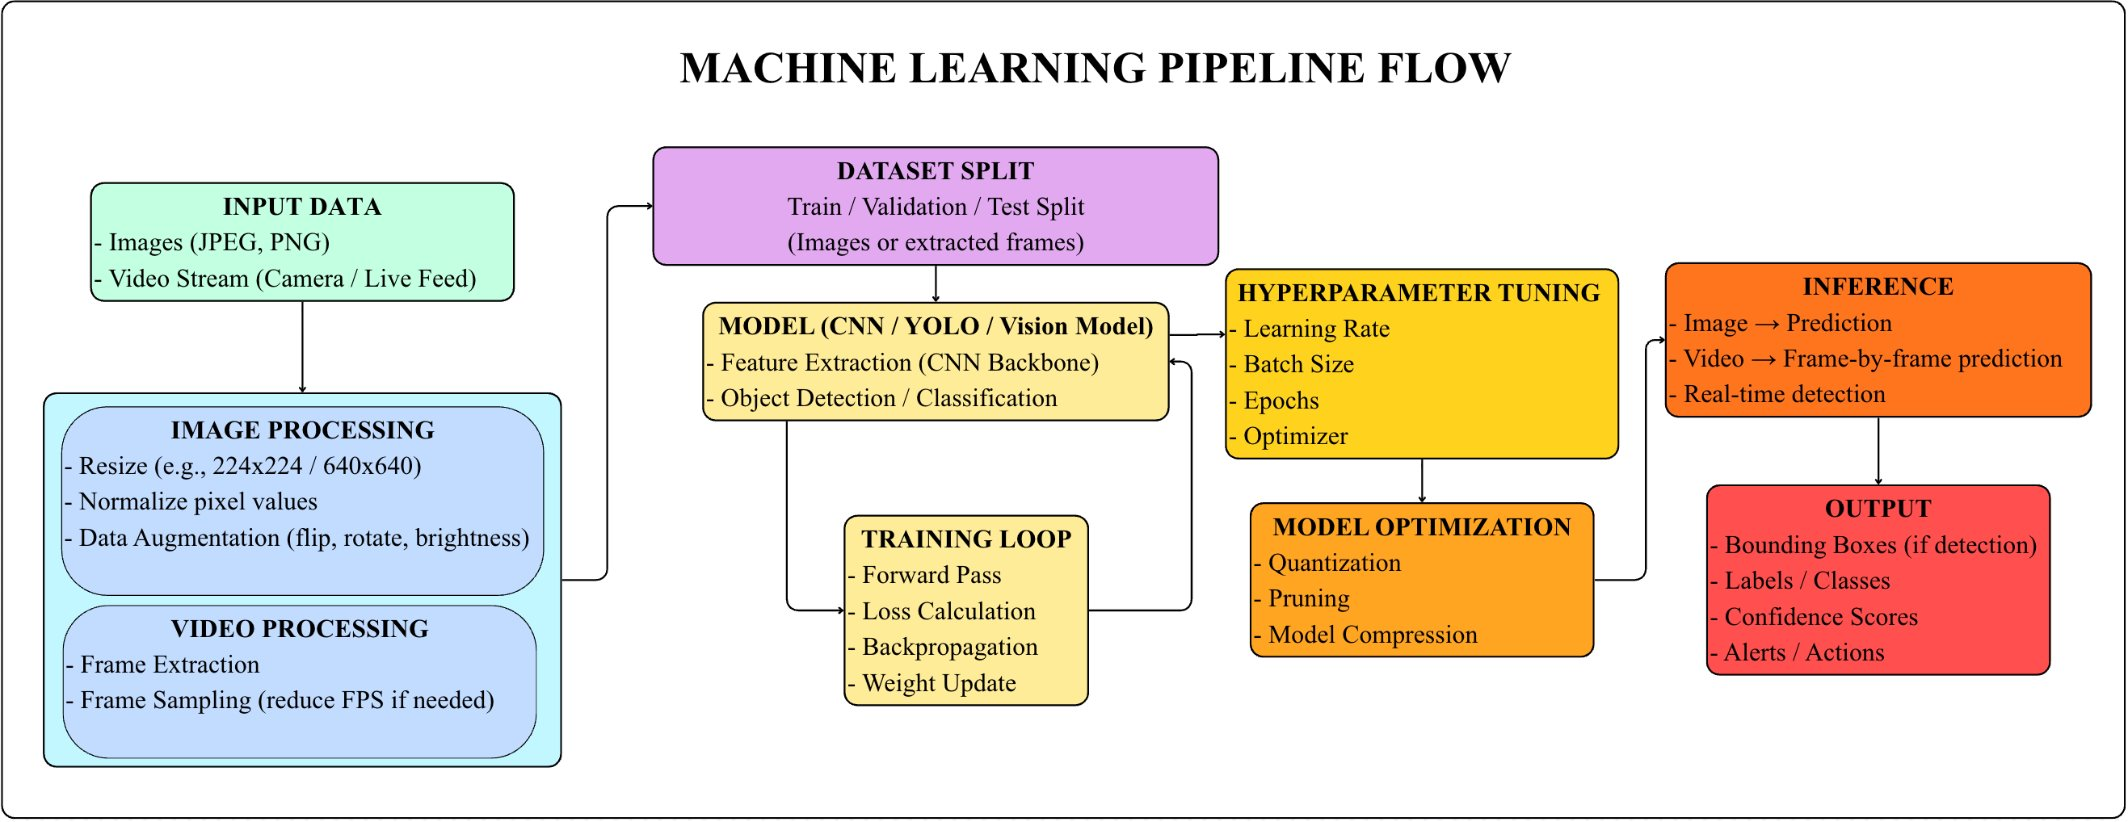 MACHINE LEARNING PIPELINE FLOW
INPUT DATA
- Images (JPEG, PNG)
- Video Stream (Camera / Live Feed)
IMAGE PROCESSING
- Resize (e.g., 224x224 / 640x640)
- Normalize pixel values
- Data Augmentation (flip, rotate, brightness)
VIDEO PROCESSING
- Frame Extraction
- Frame Sampling (reduce FPS if needed)
DATASET SPLIT
Train / Validation / Test Split
(Images or extracted frames)
MODEL (CNN / YOLO / Vision Model)
- Feature Extraction (CNN Backbone)
- Object Detection / Classification
TRAINING LOOP
- Forward Pass
- Loss Calculation
- Backpropagation
- Weight Update
HYPERPARAMETER TUNING
- Learning Rate
- Batch Size
- Epochs
- Optimizer
MODEL OPTIMIZATION
- Quantization
- Pruning
- Model Compression
INFERENCE
- Image → Prediction
- Video → Frame-by-frame prediction
- Real-time detection
OUTPUT
- Bounding Boxes (if detection)
- Labels / Classes
- Confidence Scores
- Alerts / Actions